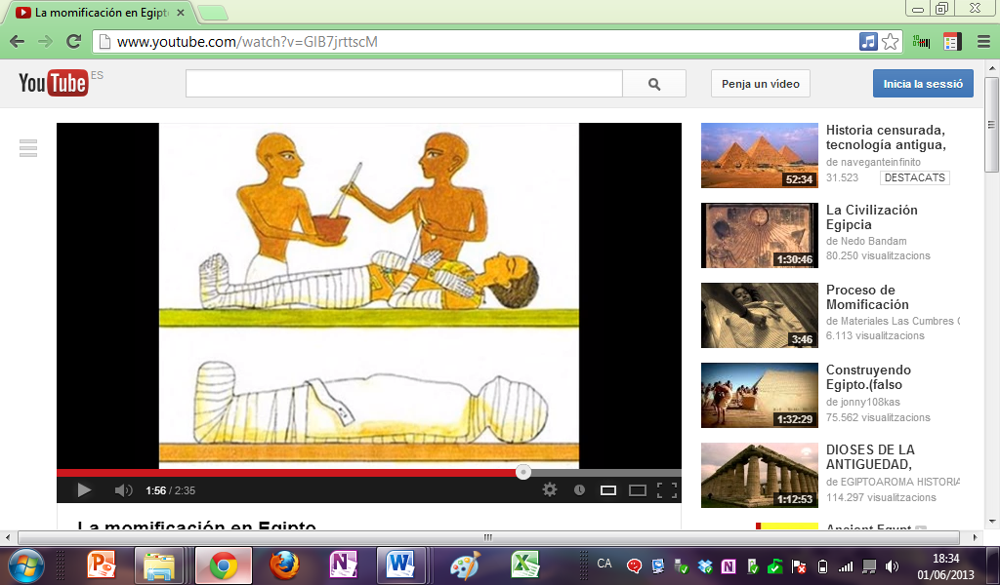 La momificación en Egipt
www.youtube.com/watch?v=GIB7jrttscM
YouTube ES
Penja un vídeo
Inicia la sessió
1:56 / 2:35
La momificación en Egipto
52:34
Historia censurada,
tecnología antigua,
de naveganteinfinito
31.523 DESTACATS
1:30:46
La Civilización
Egipcia
de Nedo Bandam
80.250 visualitzacions
3:46
Proceso de
Momificación
de Materiales Las Cumbres
6.113 visualitzacions
1:32:29
Construyendo
Egipto.(falso
de jonny108kas
75.562 visualitzacions
1:12:53
DIOSES DE LA
ANTIGUEDAD,
de EGIPTOAROMA HISTORIA
114.297 visualitzacions
Ancient Egypt
CA
18:34
01/06/2013